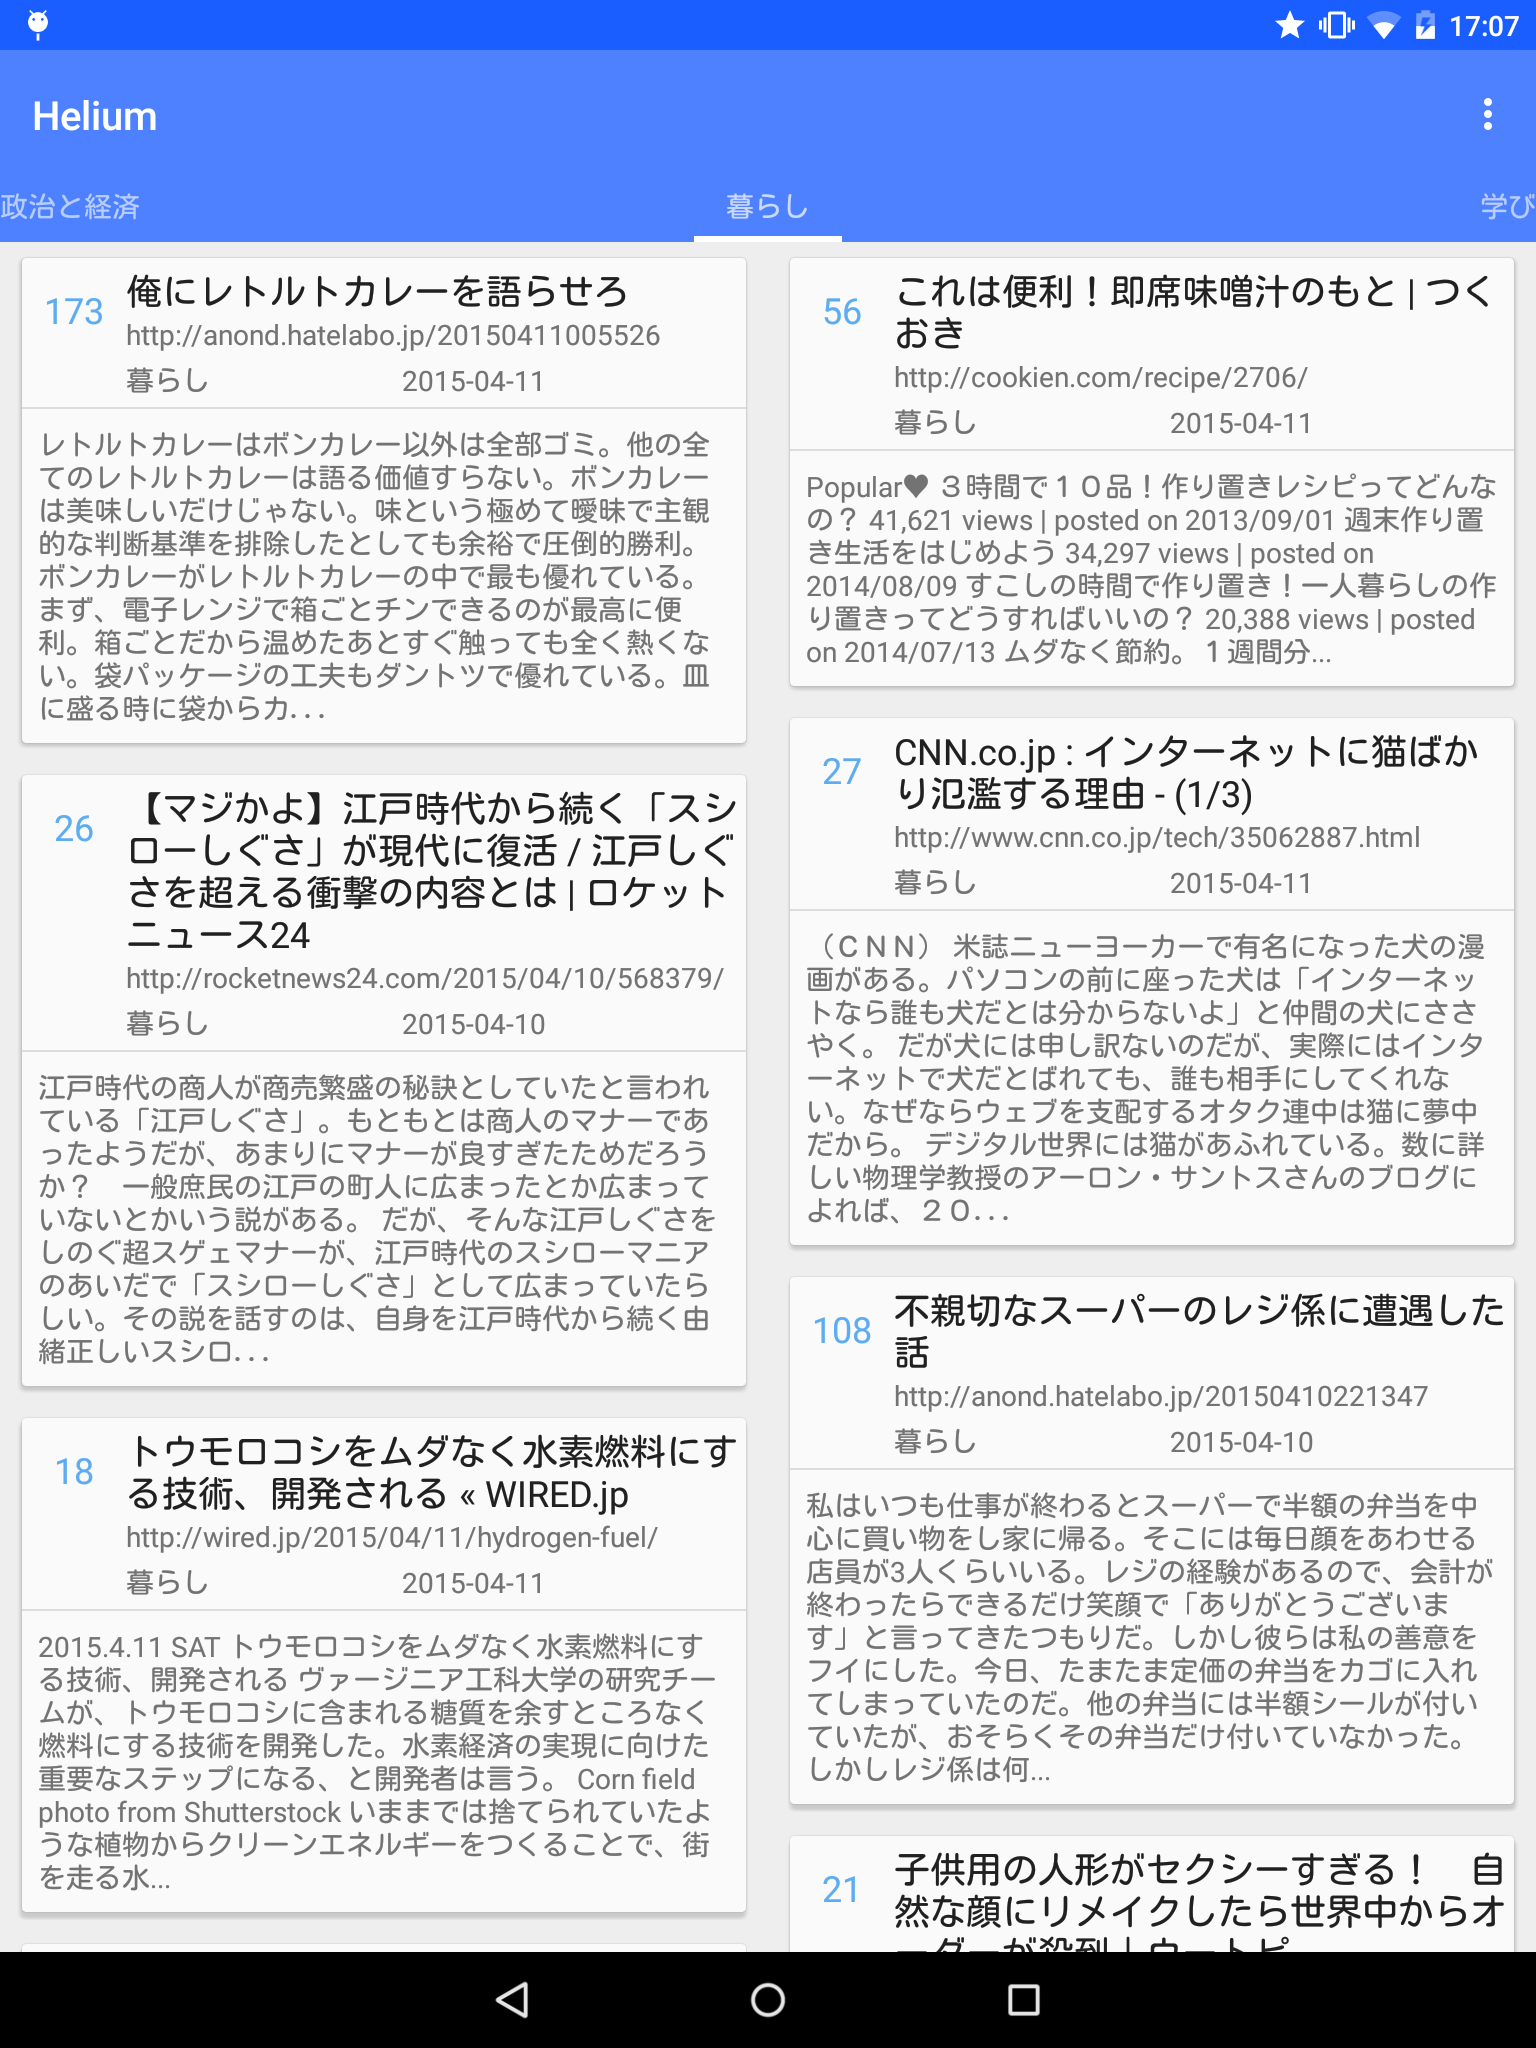 17:07
Helium
政治と経済
暮らし
学び
173
俺にレトルトカレーを語らせろ
http://anond.hatelabo.jp/20150411005526
暮らし 2015-04-11
レトルトカレーはボンカレー以外は全部ゴミ。他の全
てのレトルトカレーは語る価値すらない。ボンカレー
は美味しいだけじゃない。味という極めて曖昧で主観
的な判断基準を排除したとしても余裕で圧倒的勝利。
ボンカレーがレトルトカレーの中で最も優れている。
まず、電子レンジで箱ごとチンできるのが最高に便
利。箱ごとだから温めたあとすぐ触っても全く熱くな
い。袋パッケージの工夫もダントツで優れている。皿
に盛る時に袋からカ...
26
【マジかよ】江戸時代から続く「スシ
ローしぐさ」が現代に復活 / 江戸しぐ
さを超える衝撃の内容とは | ロケット
ニュース24
http://rocketnews24.com/2015/04/10/568379/
暮らし 2015-04-10
江戸時代の商人が商売繁盛の秘訣としていたと言われ
ている「江戸しぐさ」。もともとは商人のマナーであ
ったようだが、あまりにマナーが良すぎたためだろう
か？　一般庶民の江戸の町人に広まったとか広まって
いないとかいう説がある。 だが、そんな江戸しぐさを
しのぐ超スゲェマナーが、江戸時代のスシローマニア
のあいだで「スシローしぐさ」として広まっていたら
しい。その説を話すのは、自身を江戸時代から続く由
緒正しいスシロ...
18
トウモロコシをムダなく水素燃料にす
る技術、開発される « WIRED.jp
http://wired.jp/2015/04/11/hydrogen-fuel/
暮らし 2015-04-11
2015.4.11 SAT トウモロコシをムダなく水素燃料にす
る技術、開発される ヴァージニア工科大学の研究チー
ムが、トウモロコシに含まれる糖質を余すところなく
燃料にする技術を開発した。水素経済の実現に向けた
重要なステップになる、と開発者は言う。 Corn field
photo from Shutterstock いままでは捨てられていたよ
うな植物からクリーンエネルギーをつくることで、街
を走る水...
56
これは便利！即席味噌汁のもと | つく
おき
http://cookien.com/recipe/2706/
暮らし 2015-04-11
Popular♥ ３時間で１０品！作り置きレシピってどんな
の？ 41,621 views | posted on 2013/09/01 週末作り置
き生活をはじめよう 34,297 views | posted on
2014/08/09 すこしの時間で作り置き！一人暮らしの作
り置きってどうすればいいの？ 20,388 views | posted
on 2014/07/13 ムダなく節約。１週間分...
27
CNN.co.jp : インターネットに猫ばか
り氾濫する理由 - (1/3)
http://www.cnn.co.jp/tech/35062887.html
暮らし 2015-04-11
（ＣＮＮ） 米誌ニューヨーカーで有名になった犬の漫
画がある。パソコンの前に座った犬は「インターネッ
トなら誰も犬だとは分からないよ」と仲間の犬にささ
やく。 だが犬には申し訳ないのだが、実際にはインタ
ーネットで犬だとばれても、誰も相手にしてくれな
い。なぜならウェブを支配するオタク連中は猫に夢中
だから。 デジタル世界には猫があふれている。数に詳
しい物理学教授のアーロン・サントスさんのブログに
よれば、２０...
108
不親切なスーパーのレジ係に遭遇した
話
http://anond.hatelabo.jp/20150410221347
暮らし 2015-04-10
私はいつも仕事が終わるとスーパーで半額の弁当を中
心に買い物をし家に帰る。そこには毎日顔をあわせる
店員が3人くらいいる。レジの経験があるので、会計が
終わったらできるだけ笑顔で「ありがとうございま
す」と言ってきたつもりだ。しかし彼らは私の善意を
フイにした。今日、たまたま定価の弁当をカゴに入れ
てしまっていたのだ。他の弁当には半額シールが付い
ていたが、おそらくその弁当だけ付いていなかった。
しかしレジ係は何...
21
子供用の人形がセクシーすぎる！　自
然な顔にリメイクしたら世界中からオ
ーダーが殺到 | ウートピ